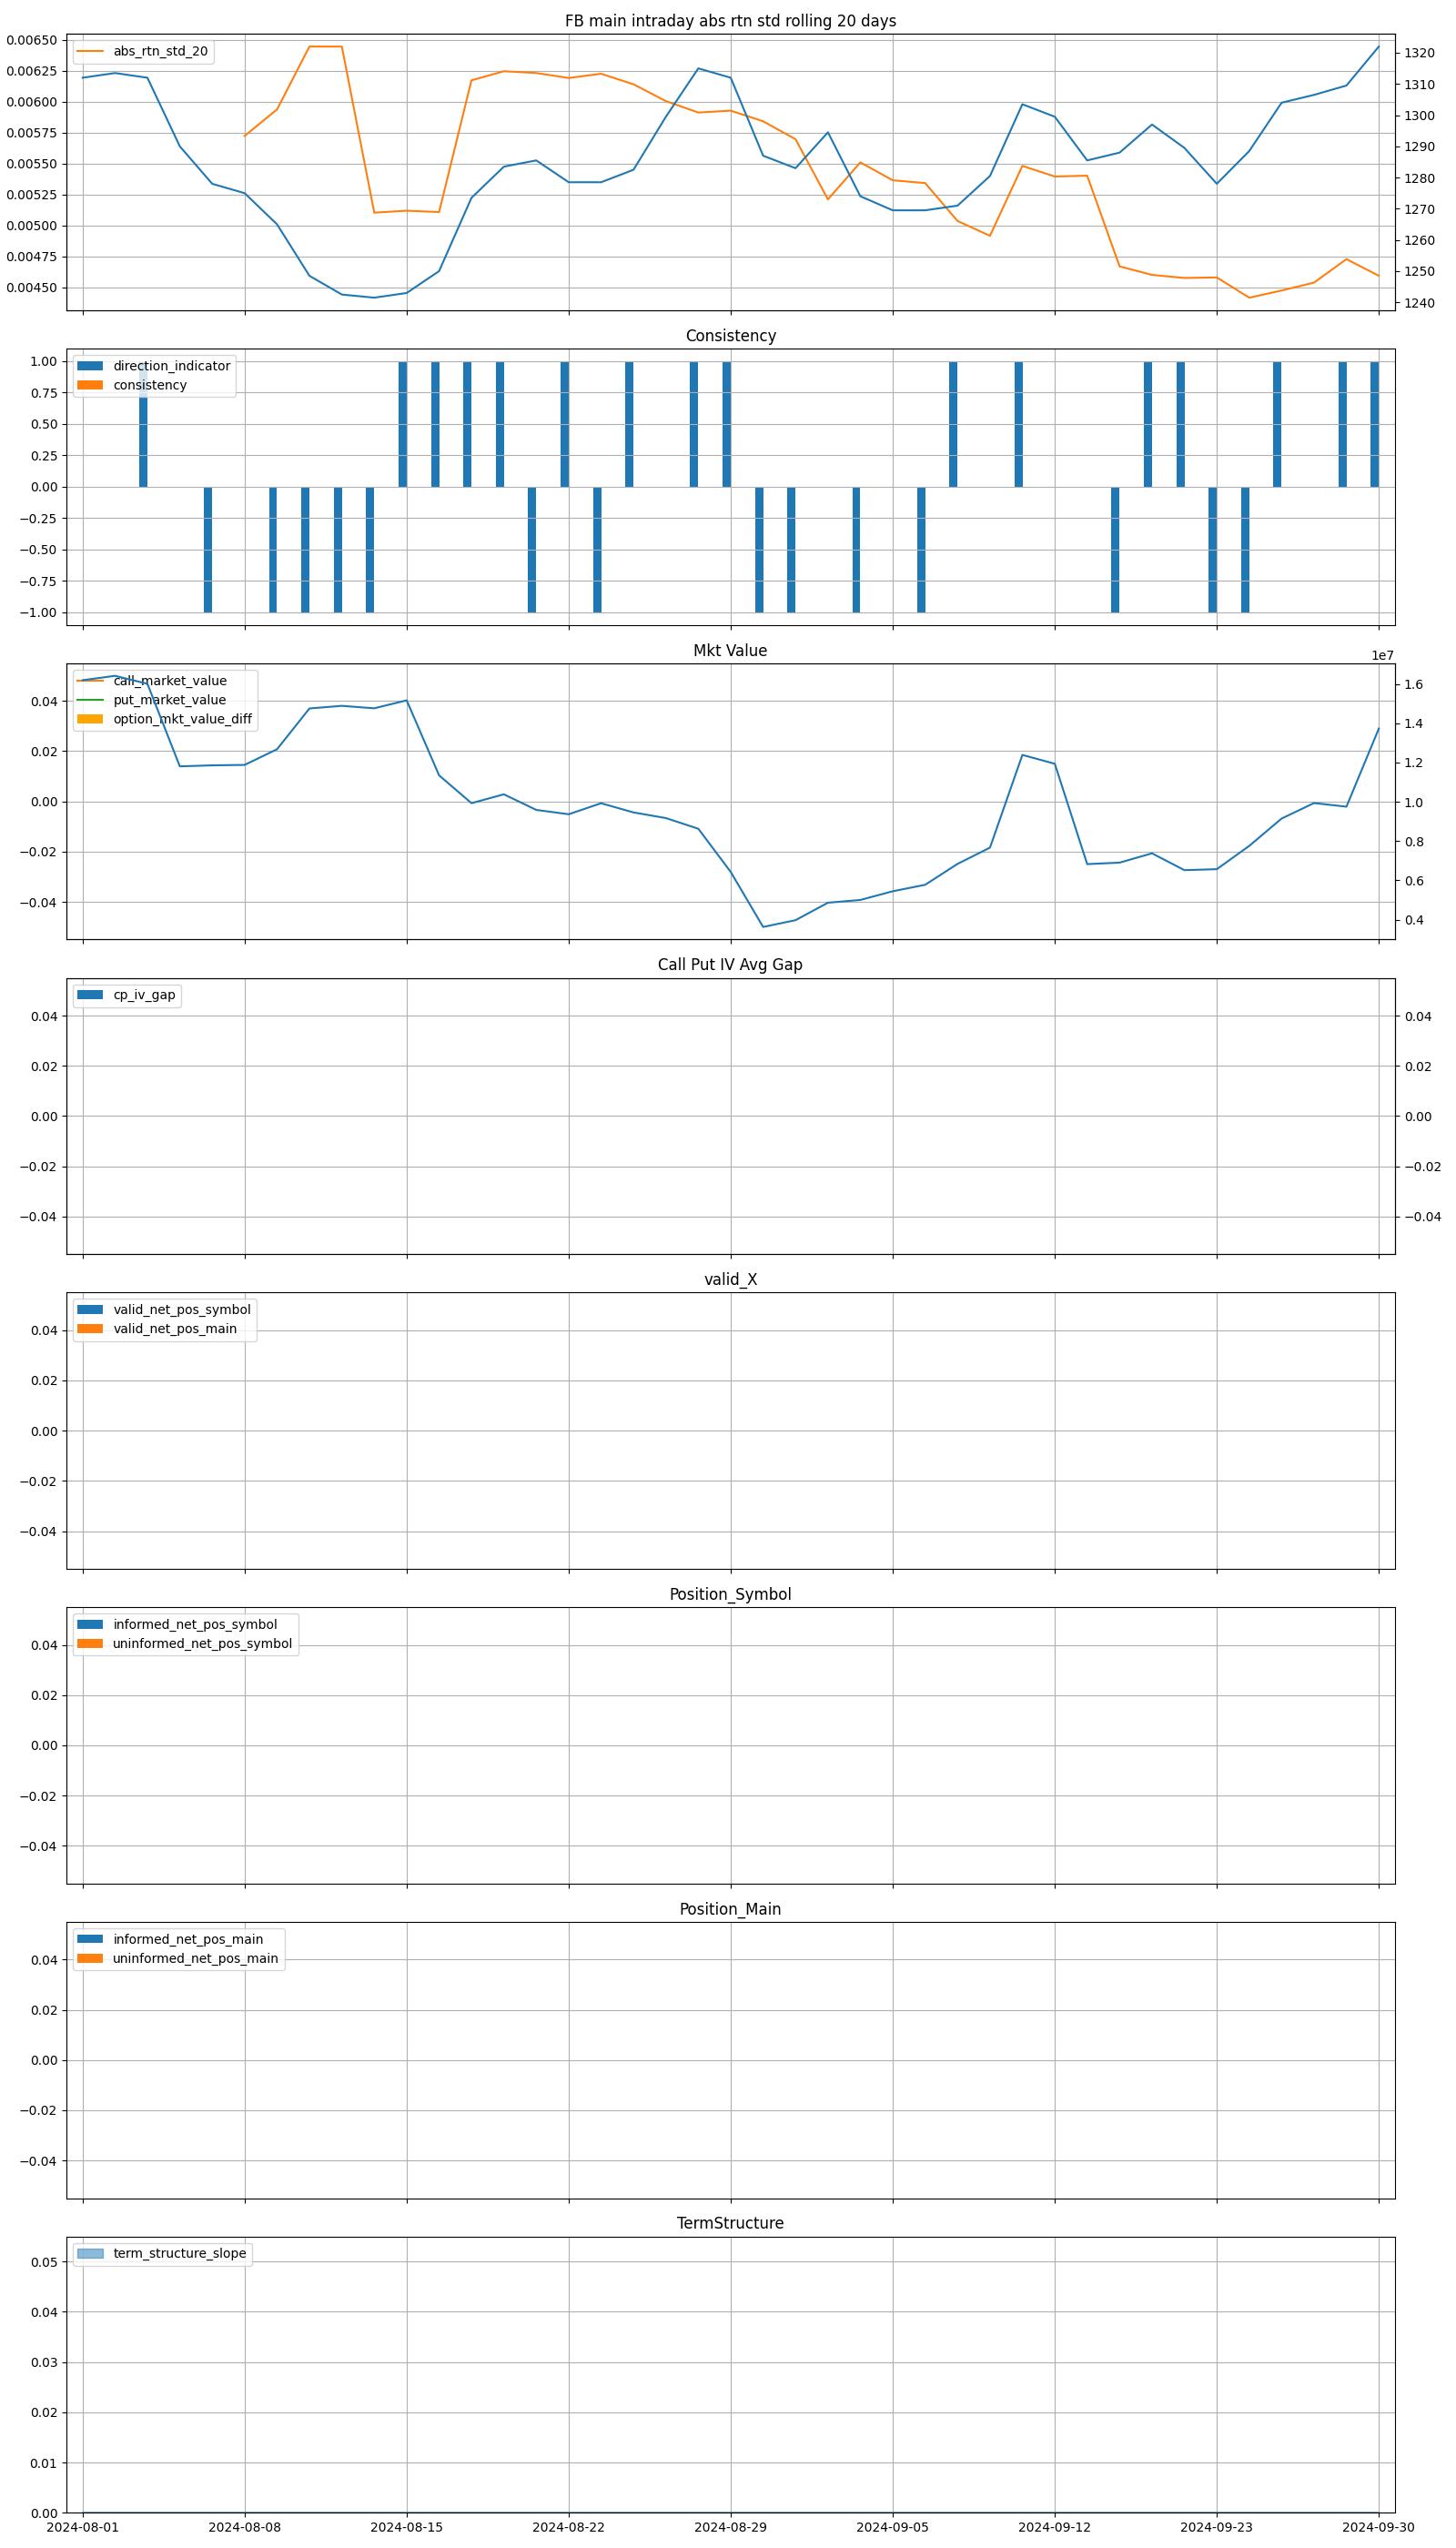 FB main intraday abs rtn std rolling 20 days
abs_rtn_std_20
0.00650
0.00625
0.00600
0.00575
0.00550
0.00525
0.00500
0.00475
0.00450
1320
1310
1300
1290
1280
1270
1260
1250
1240
Consistency
direction_indicator
consistency
1.00
0.75
0.50
0.25
0.00
−0.25
−0.50
−0.75
−1.00
Mkt Value
1e7
call_market_value
put_market_value
option_mkt_value_diff
0.04
0.02
0.00
−0.02
−0.04
1.6
1.4
1.2
1.0
0.8
0.6
0.4
Call Put IV Avg Gap
cp_iv_gap
0.04
0.02
0.00
−0.02
−0.04
0.04
0.02
0.00
−0.02
−0.04
valid_X
valid_net_pos_symbol
valid_net_pos_main
0.04
0.02
0.00
−0.02
−0.04
Position_Symbol
informed_net_pos_symbol
uninformed_net_pos_symbol
0.04
0.02
0.00
−0.02
−0.04
Position_Main
informed_net_pos_main
uninformed_net_pos_main
0.04
0.02
0.00
−0.02
−0.04
TermStructure
term_structure_slope
0.05
0.04
0.03
0.02
0.01
0.00
2024-08-01 2024-08-08 2024-08-15 2024-08-22 2024-08-29 2024-09-05 2024-09-12 2024-09-23 2024-09-30